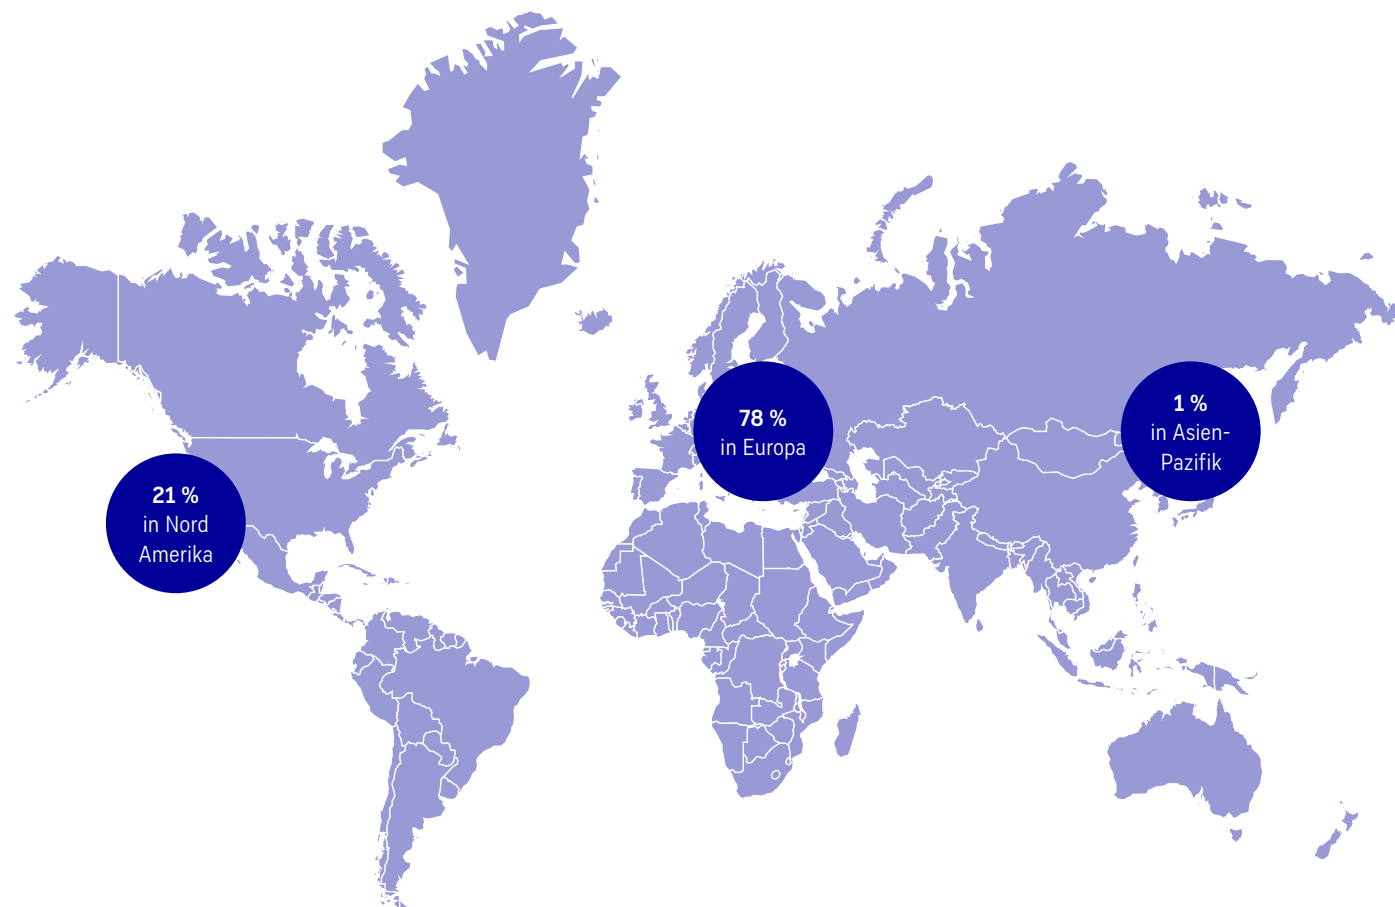 78 %
in Europa
1 %
in Asien-
Pazifik
21 %
in Nord
Amerika